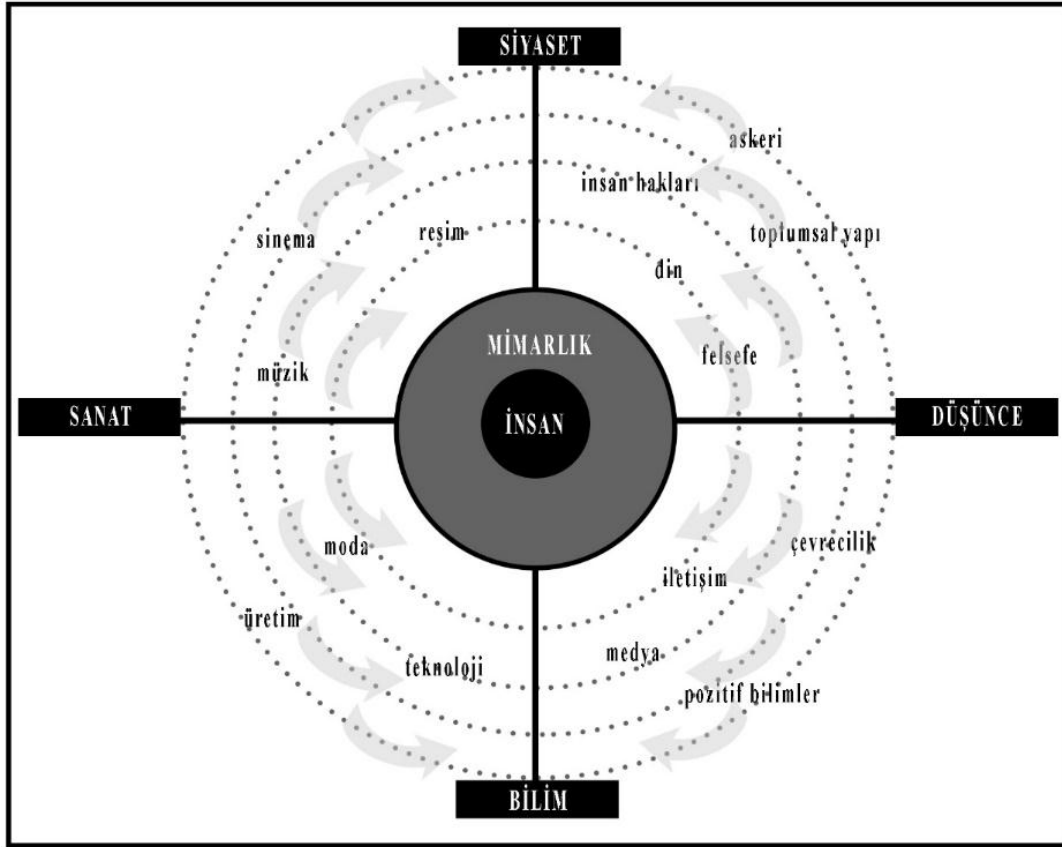 SİYASET
askeri
insan hakları
resim
sinema
toplumsal yapı
din
MİMARLIK
felsefe
müzik
SANAT
İNSAN
DÜŞÜNCE
moda
çevrecilik
iletişim
üretim
medya
teknoloji
pozitif bilimler
BİLİM